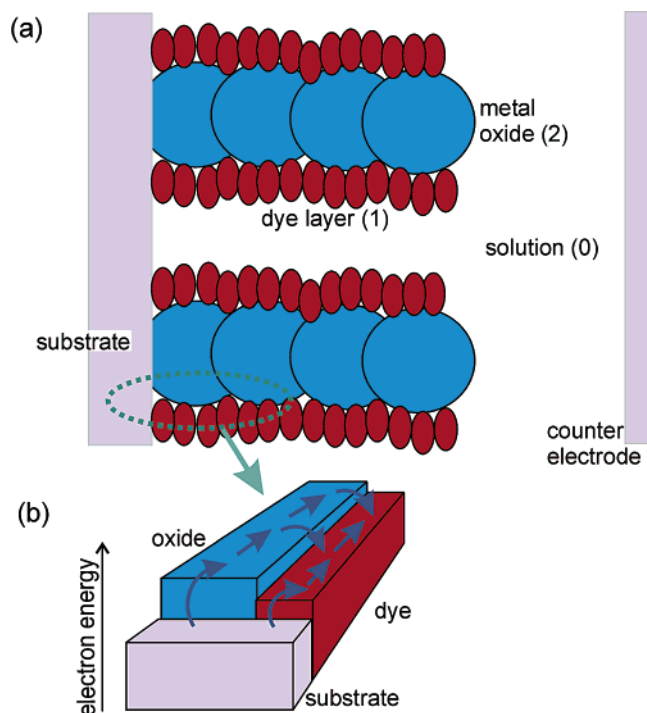 (a)
metal
oxide (2)
dye layer (1)
solution (0)
substrate
counter
electrode
(b)
oxide
electron energy
dye
substrate